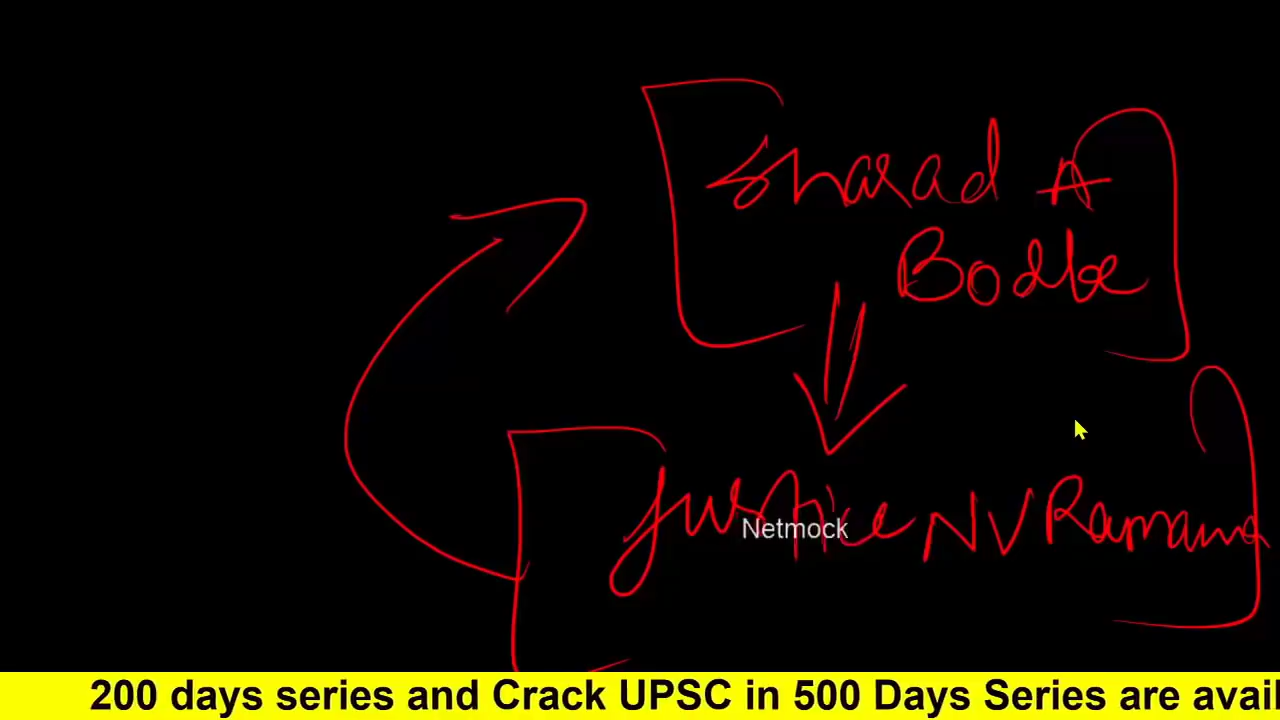 Sharad A
Bodbe
Justice NV Ramana
Netmock
200 days series and Crack UPSC in 500 Days Series are avail